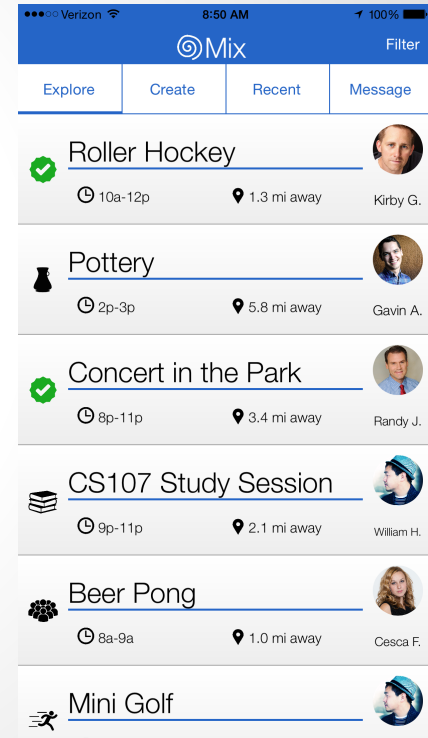 Verizon 8:50 AM 100%
Mix Filter
Explore Create Recent Message
Roller Hockey
10a-12p 1.3 mi away Kirby G.
Pottery
2p-3p 5.8 mi away Gavin A.
Concert in the Park
8p-11p 3.4 mi away Randy J.
CS107 Study Session
9p-11p 2.1 mi away William H.
Beer Pong
8a-9a 1.0 mi away Cesca F.
Mini Golf